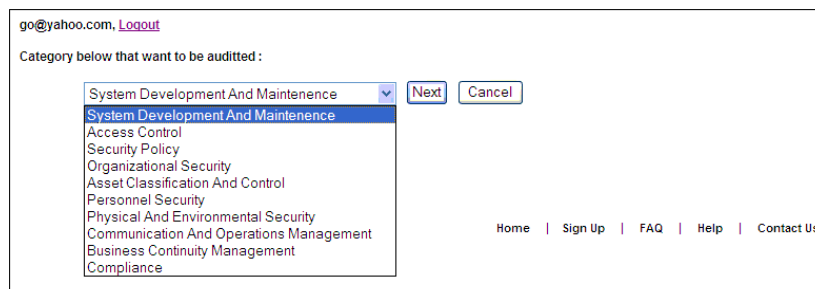 go@yahoo.com, Logout
Category below that want to be auditted :
System Development And Maintenence Next Cancel
System Development And Maintenence
Access Control
Security Policy
Organizational Security
Asset Classification And Control
Personnel Security
Physical And Environmental Security
Communication And Operations Management
Business Continuity Management
Compliance
Home | Sign Up | FAQ | Help | Contact Us